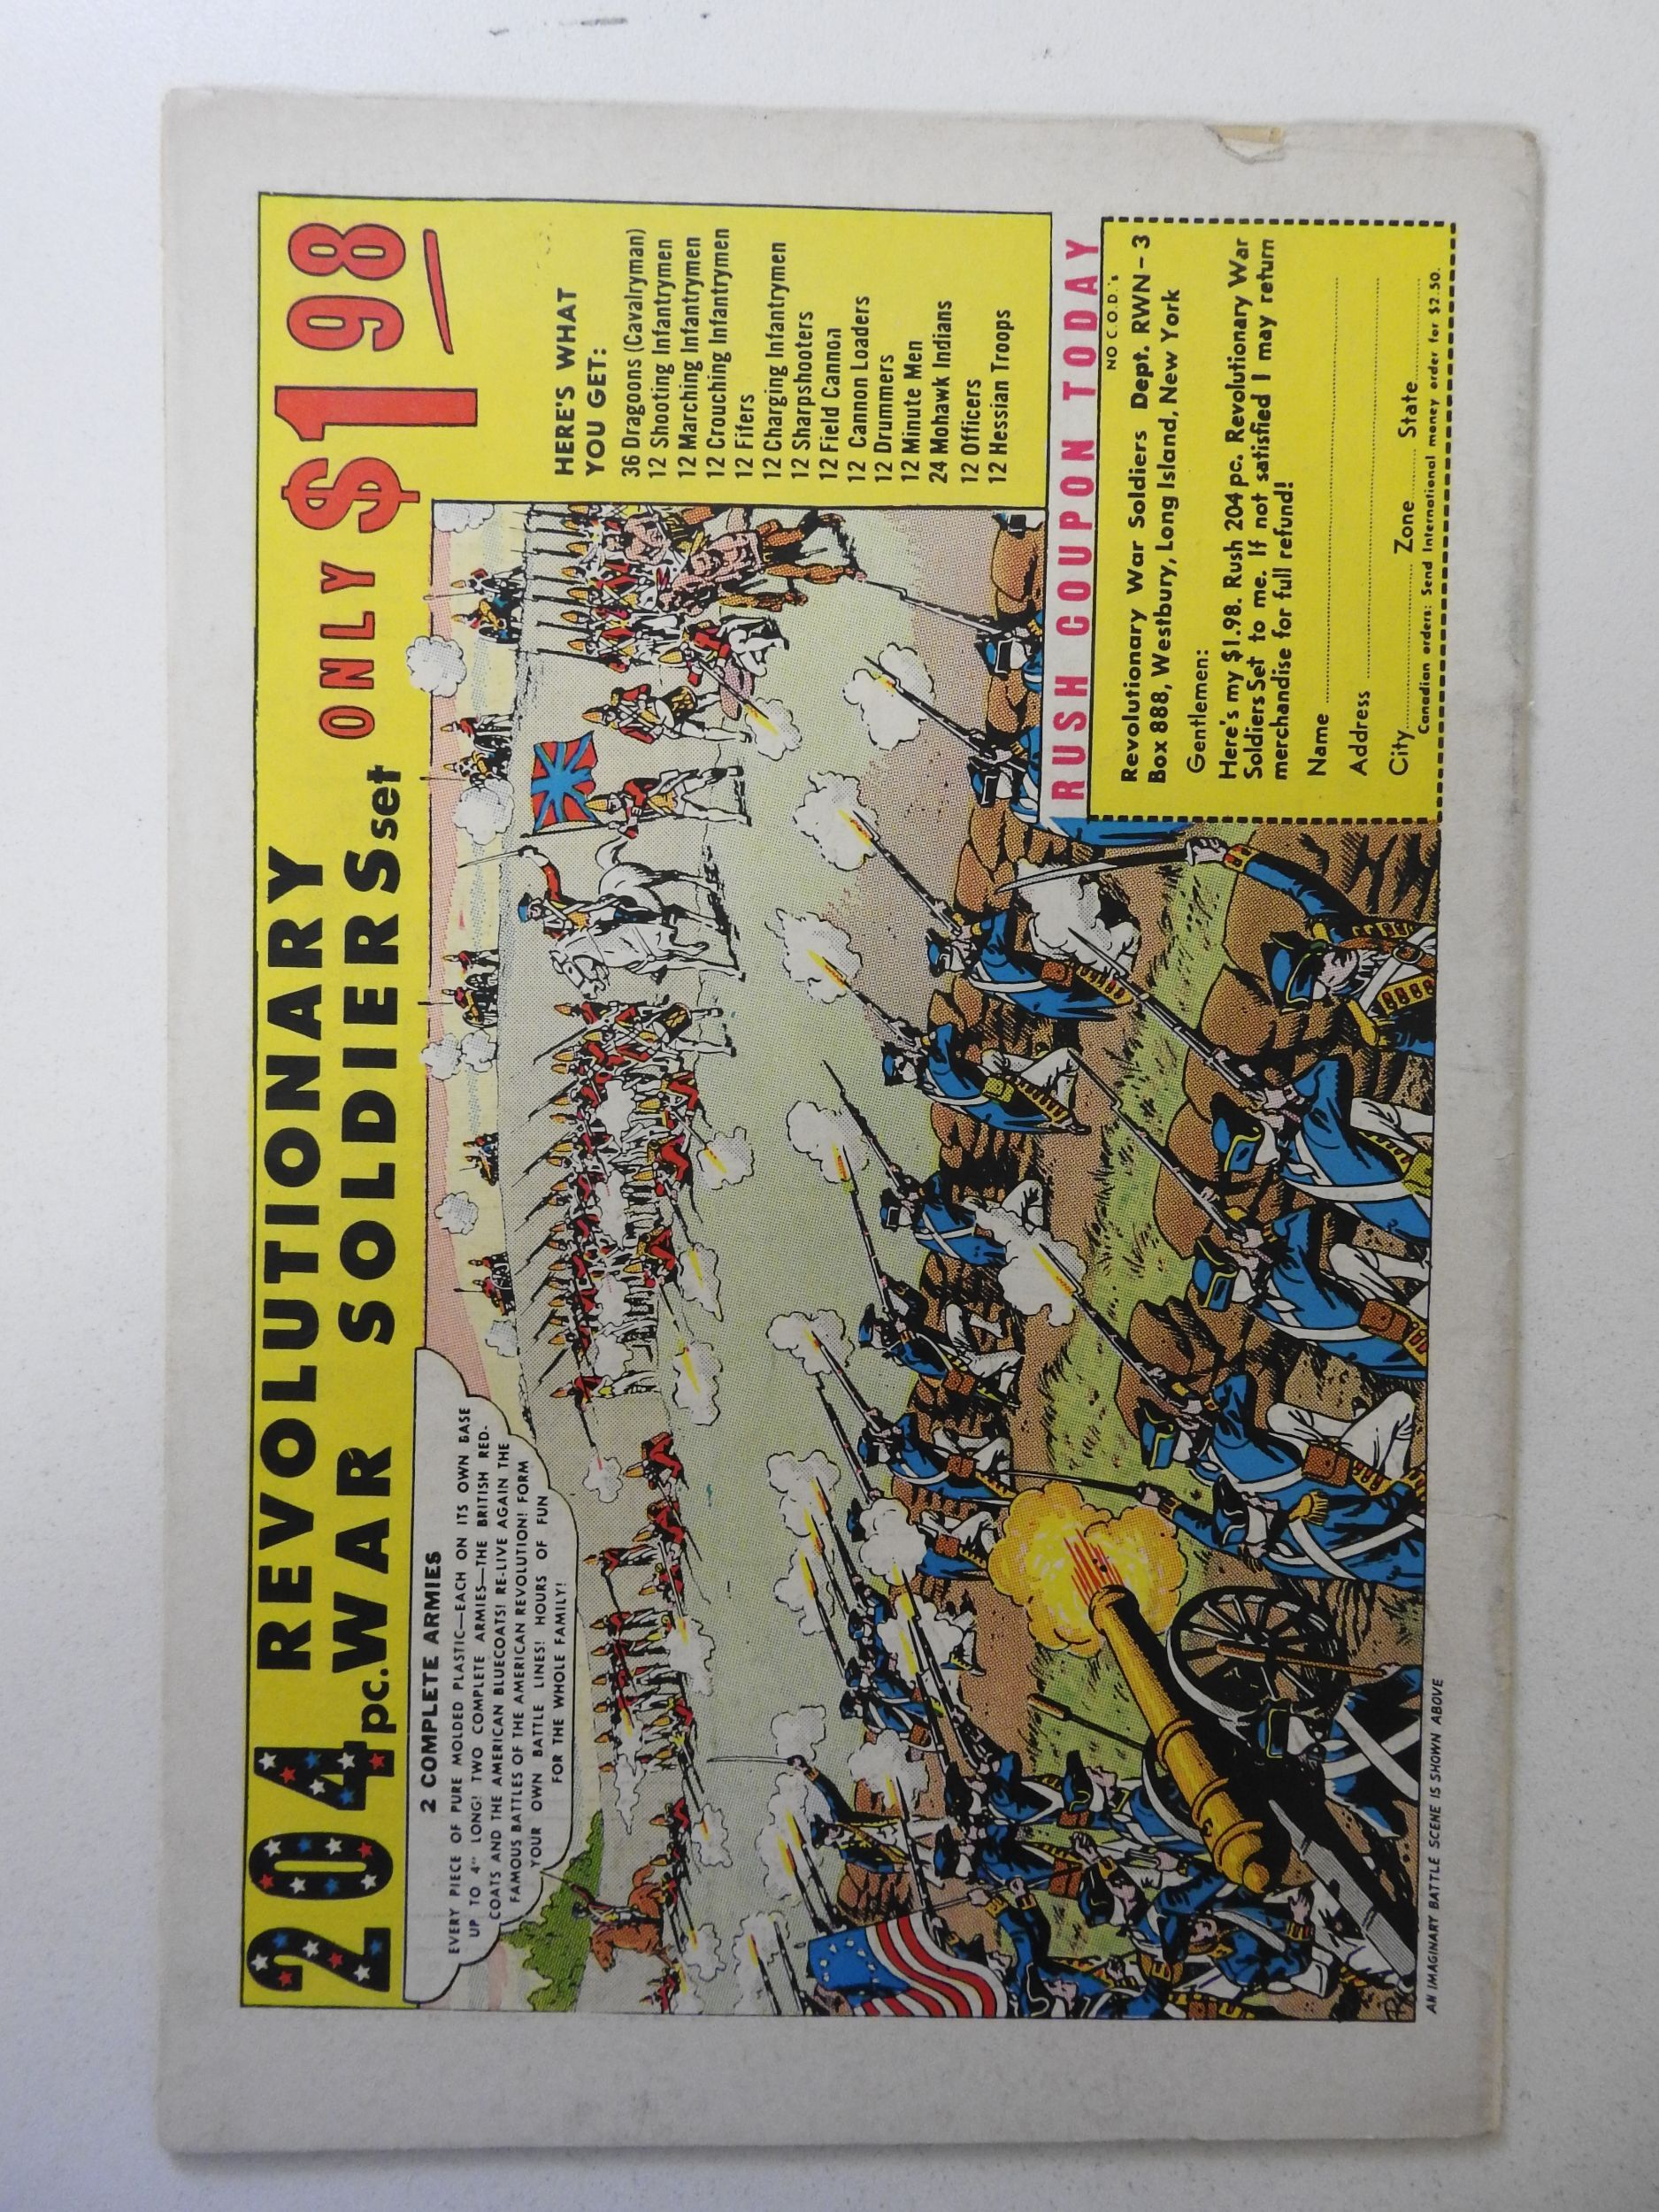 204 REVOLUTIONARY
pc. WAR SOLDIERS set ONLY $198
2 COMPLETE ARMIES
EVERY PIECE OF PURE MOLDED PLASTIC—EACH ON ITS OWN BASE
UP TO 4" LONG! TWO COMPLETE ARMIES—THE BRITISH RED-
COATS AND THE AMERICAN BLUECOATS! RE-LIVE AGAIN THE
FAMOUS BATTLES OF THE AMERICAN REVOLUTION! FORM
YOUR OWN BATTLE LINES! HOURS OF FUN
FOR THE WHOLE FAMILY!
HERE'S WHAT
YOU GET:
36 Dragoons (Cavalryman)
12 Shooting Infantrymen
12 Marching Infantrymen
12 Crouching Infantrymen
12 Fifers
12 Charging Infantrymen
12 Sharpshooters
12 Field Cannon
12 Cannon Loaders
12 Drummers
12 Minute Men
24 Mohawk Indians
12 Officers
12 Hessian Troops
RUSH COUPON TODAY
NO C.O.D.'s
Revolutionary War Soldiers Dept. RWN-3
Box 888, Westbury, Long Island, New York
Gentlemen:
Here's my $1.98. Rush 204 pc. Revolutionary War
Soldiers Set to me. If not satisfied I may return
merchandise for full refund!
Name
Address
City Zone State
Canadian orders: Send International money order for $2.50.
AN IMAGINARY BATTLE SCENE IS SHOWN ABOVE